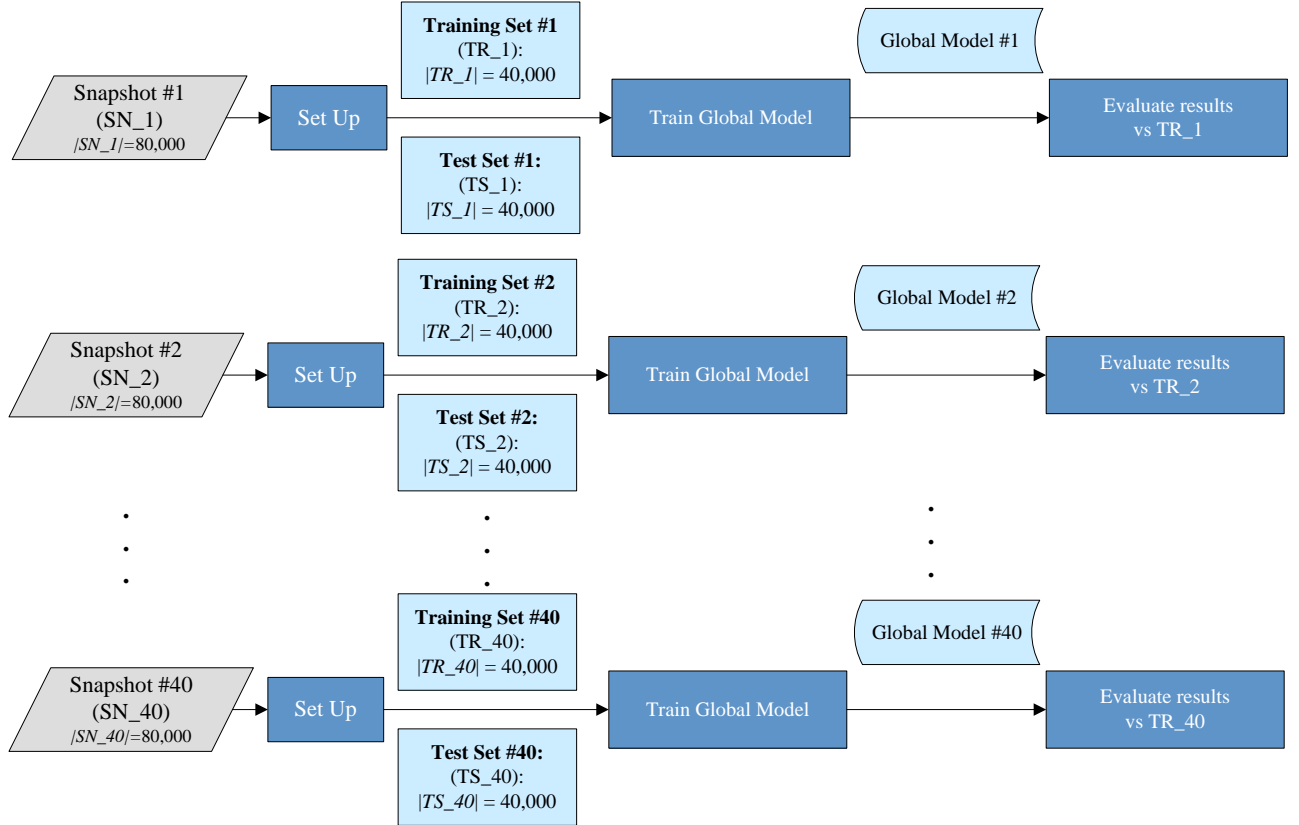 Training Set #1
(TR_1):
|TR_1| = 40,000
Global Model #1
Snapshot #1
(SN_1)
|SN_1|=80,000
Set Up
Train Global Model
Evaluate results
vs TR_1
Test Set #1:
(TS_1):
|TS_1| = 40,000
Training Set #2
(TR_2):
|TR_2| = 40,000
Global Model #2
Snapshot #2
(SN_2)
|SN_2|=80,000
Set Up
Train Global Model
Evaluate results
vs TR_2
Test Set #2:
(TS_2):
|TS_2| = 40,000
Training Set #40
(TR_40):
|TR_40| = 40,000
Global Model #40
Snapshot #40
(SN_40)
|SN_40|=80,000
Set Up
Train Global Model
Evaluate results
vs TR_40
Test Set #40:
(TS_40):
|TS_40| = 40,000